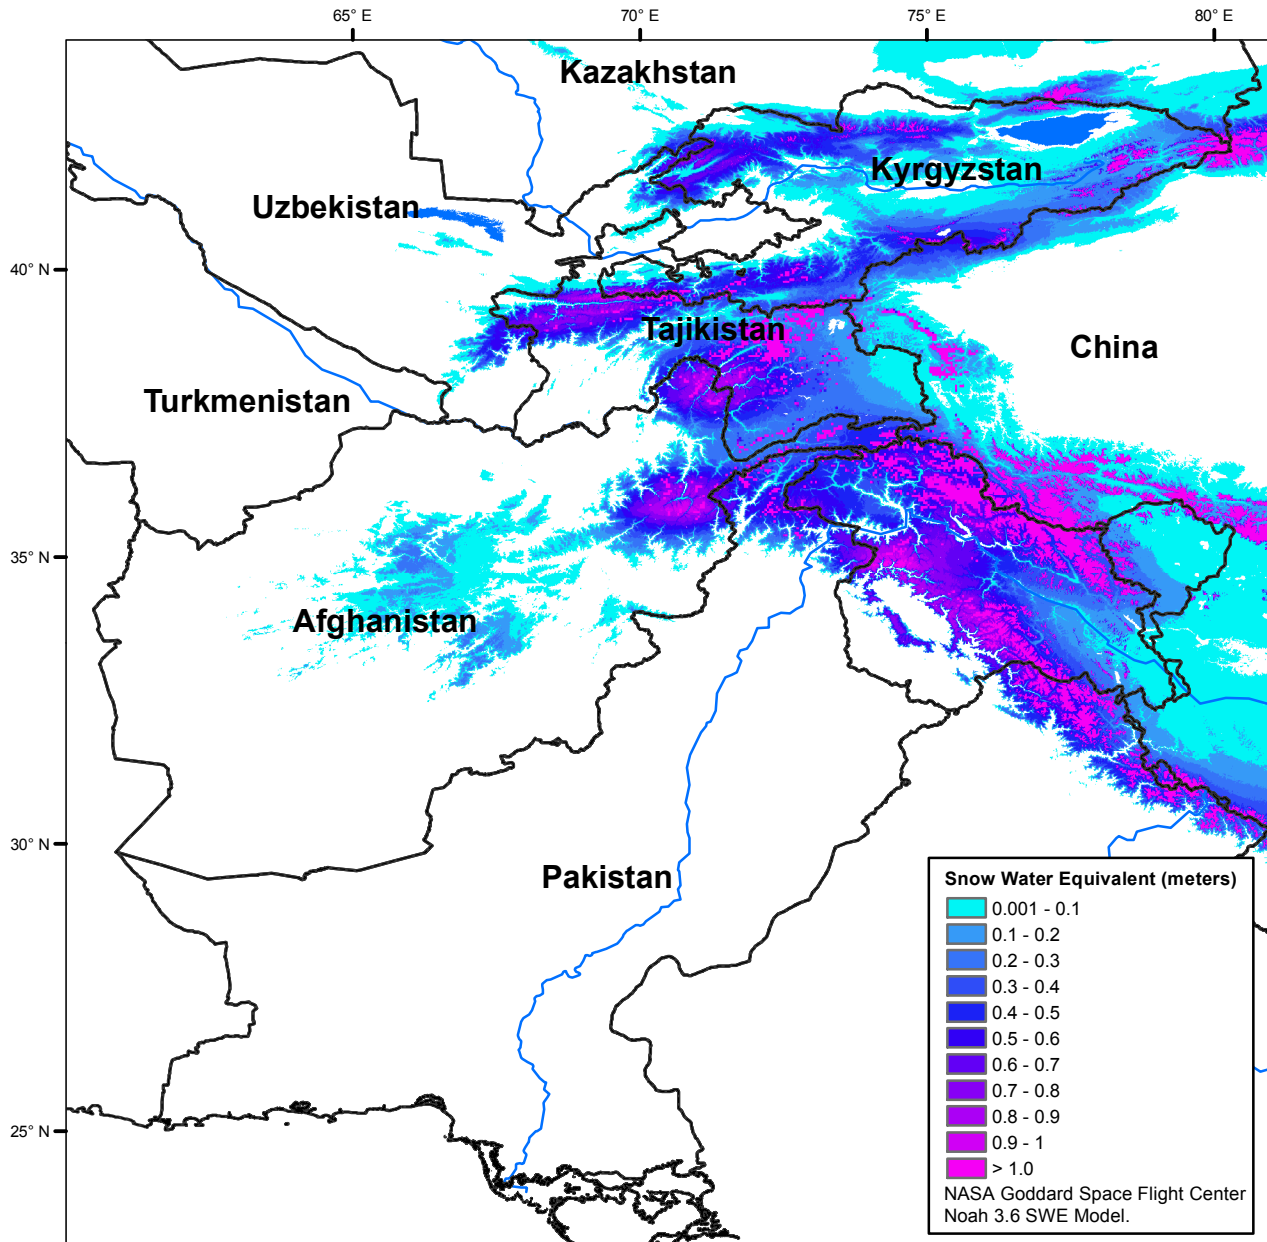 65° E
70° E
75° E
80° E
Kazakhstan
Kyrgyzstan
Uzbekistan
40° N
Tajikistan
China
Turkmenistan
35° N
Afghanistan
30° N
Pakistan
25° N
Snow Water Equivalent (meters)
0.001 - 0.1
0.1 - 0.2
0.2 - 0.3
0.3 - 0.4
0.4 - 0.5
0.5 - 0.6
0.6 - 0.7
0.7 - 0.8
0.8 - 0.9
0.9 - 1
> 1.0
NASA Goddard Space Flight Center
Noah 3.6 SWE Model.